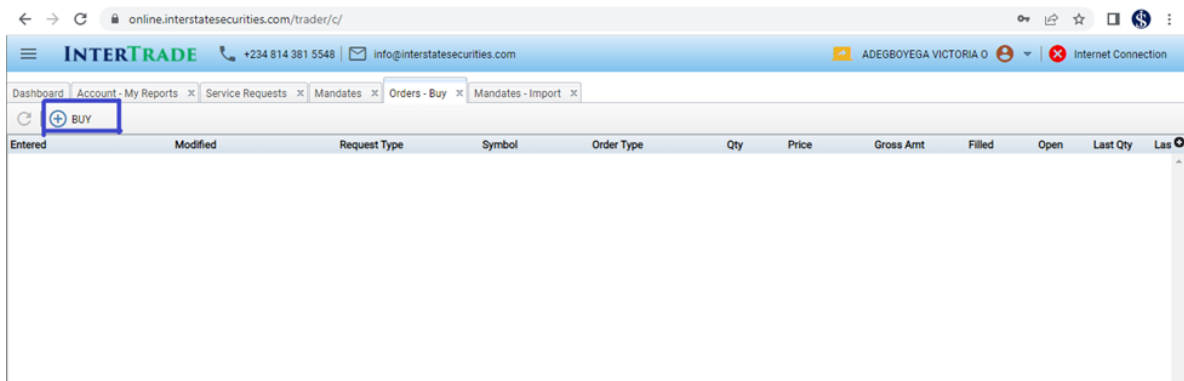 online.interstatesecurities.com/trader/c/
INTERTRADE +234 814 381 5548 info@interstatesecurities.com ADEGBOYEGA VICTORIA O Internet Connection
Dashboard Account - My Reports x Service Requests x Mandates x Orders - Buy x Mandates - Import x
BUY
Entered Modified Request Type Symbol Order Type Qty Price Gross Amt Filled Open Last Qty Las